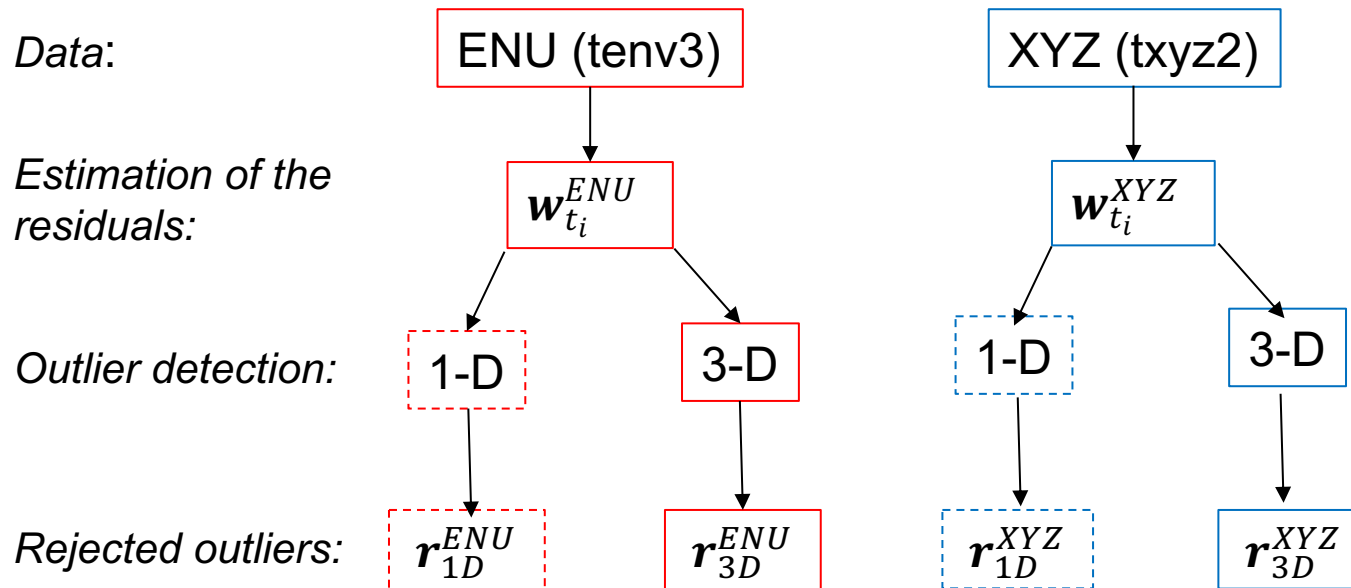 Data: ENU (tenv3) XYZ (txyz2)
Estimation of the
residuals: w_{t_i}^{ENU} w_{t_i}^{XYZ}
Outlier detection: 1-D 3-D 1-D 3-D
Rejected outliers: r_{1D}^{ENU} r_{3D}^{ENU} r_{1D}^{XYZ} r_{3D}^{XYZ}